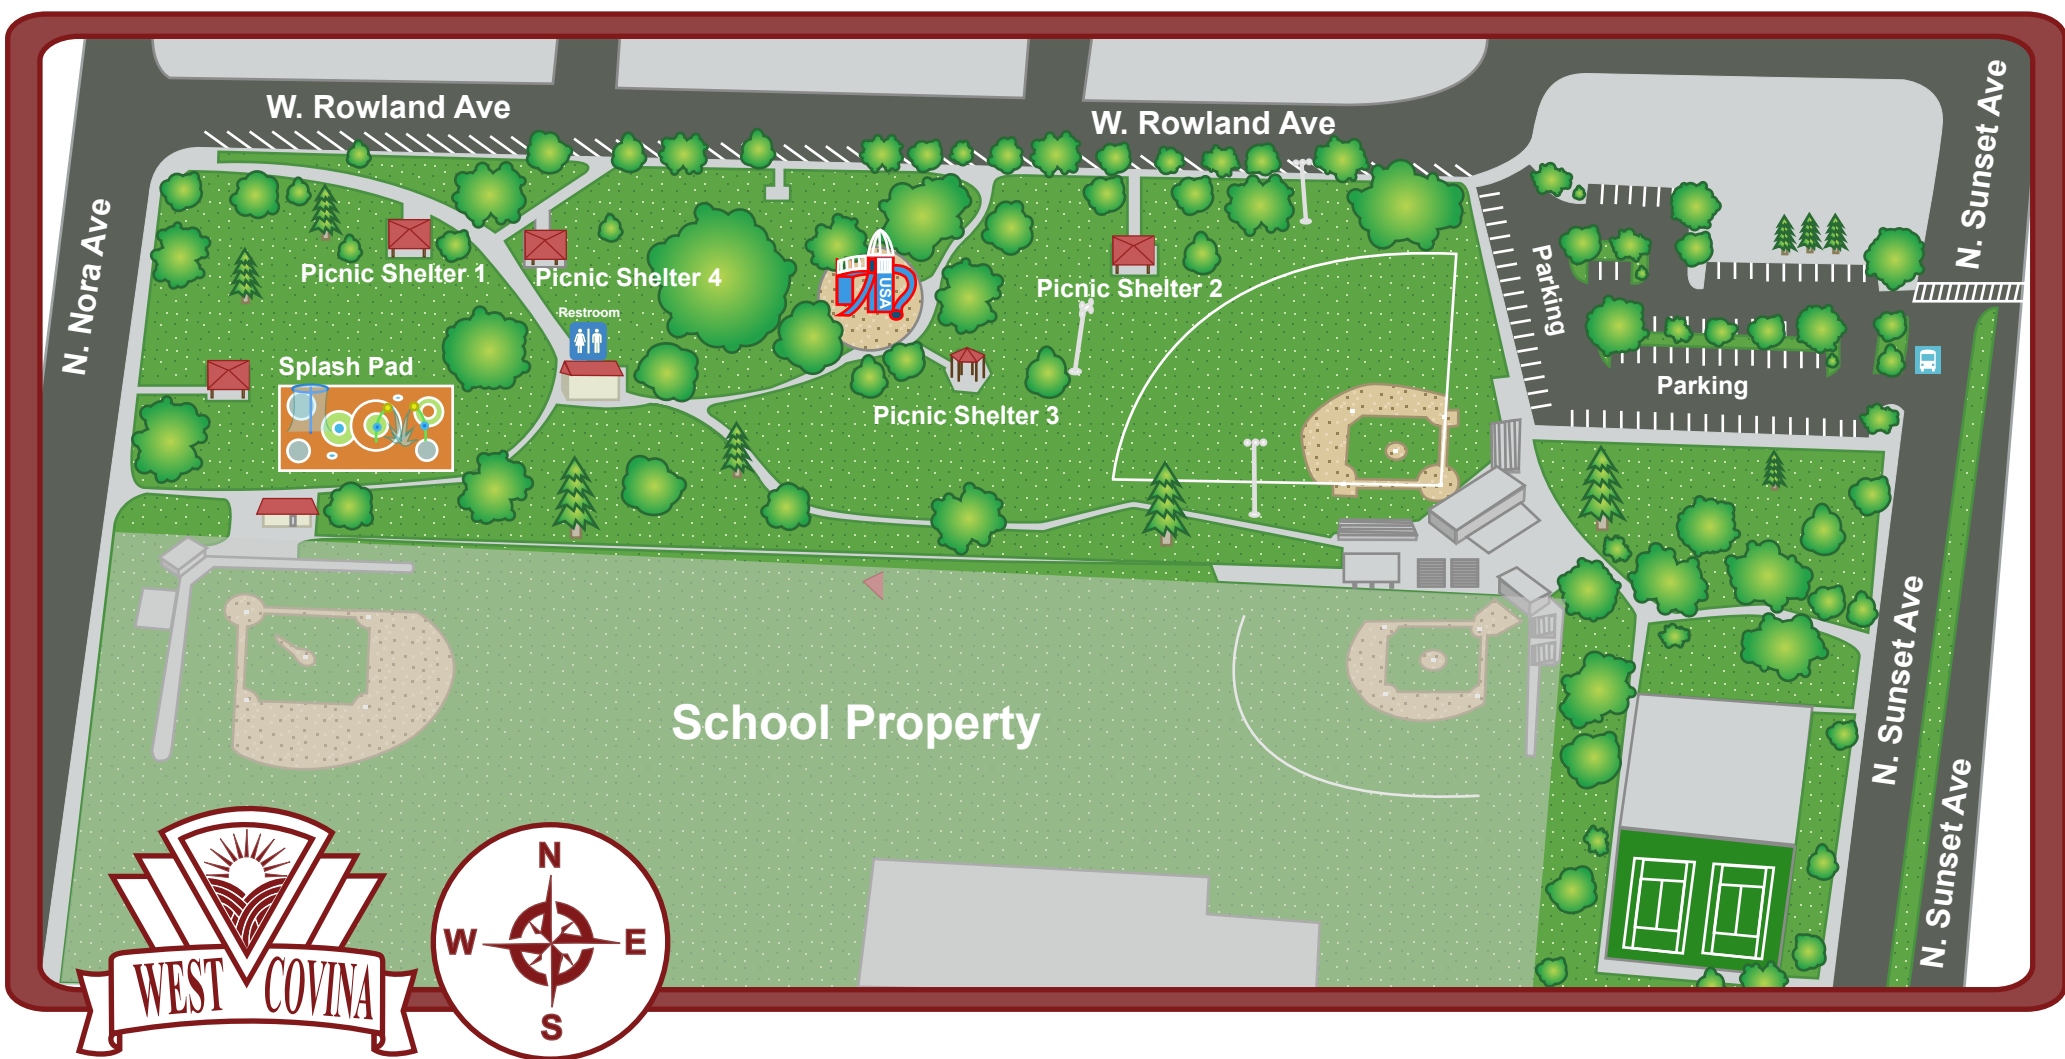 W. Rowland Ave
W. Rowland Ave
N. Sunset Ave
N. Nora Ave
Picnic Shelter 1
Picnic Shelter 4
Picnic Shelter 2
USA
Parking
Restroom
Splash Pad
Picnic Shelter 3
Parking
School Property
N. Sunset Ave
N. Sunset Ave
N
W
E
S
WEST COVINA